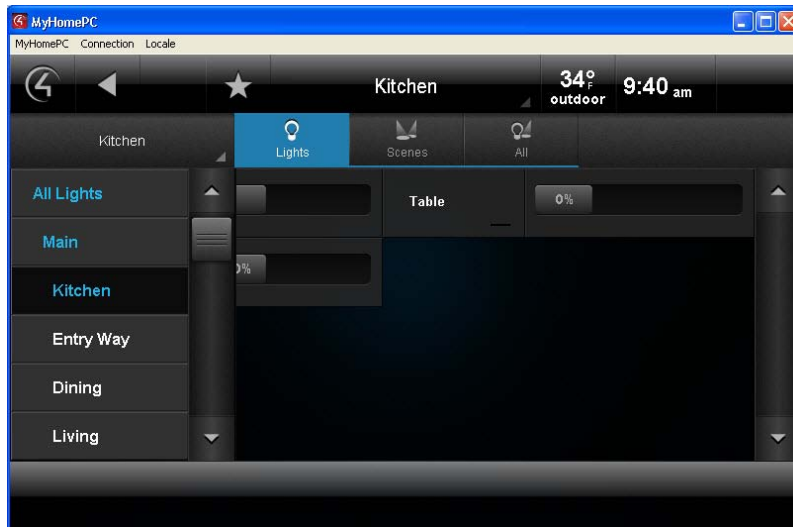 MyHomePC
MyHomePC Connection Locale
Kitchen 34°F outdoor 9:40 am
Kitchen Lights Scenes All
All Lights
Table 0%
Main
Kitchen
Entry Way
Dining
Living